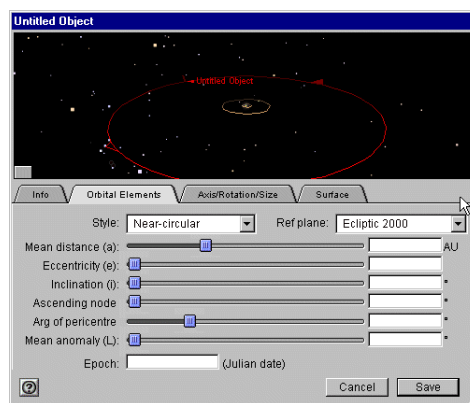 Untitled Object
Untitled Object
Info Orbital Elements Axis/Rotation/Size Surface
Style: Near-circular Ref plane: Ecliptic 2000
Mean distance (a): AU
Eccentricity (e):
Inclination (i): °
Ascending node °
Arg of pericentre °
Mean anomaly (L): °
Epoch: (Julian date)
? Cancel Save